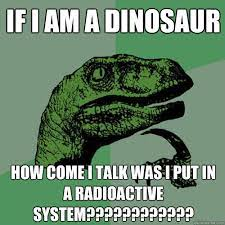 IF I AM A DINOSAUR
HOW COME I TALK WAS I PUT IN
A RADIOACTIVE
SYSTEM????????????